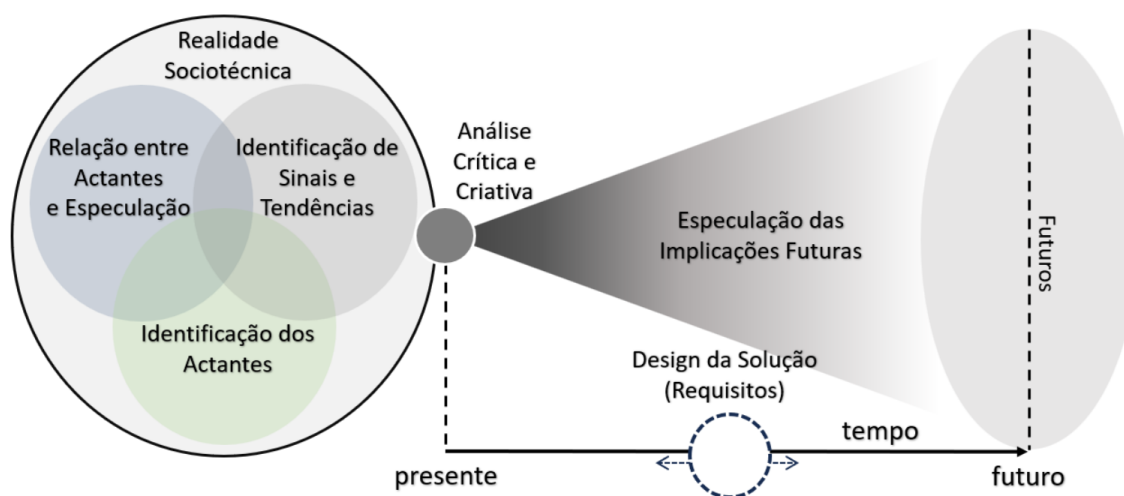 Realidade
Sociotécnica
Relação entre
Actantes
e Especulação
Identificação de
Sinais e
Tendências
Identificação dos
Actantes
Análise
Crítica e
Criativa
Especulação das
Implicações Futuras
Futuros
Design da Solução
(Requisitos)
tempo
presente
futuro